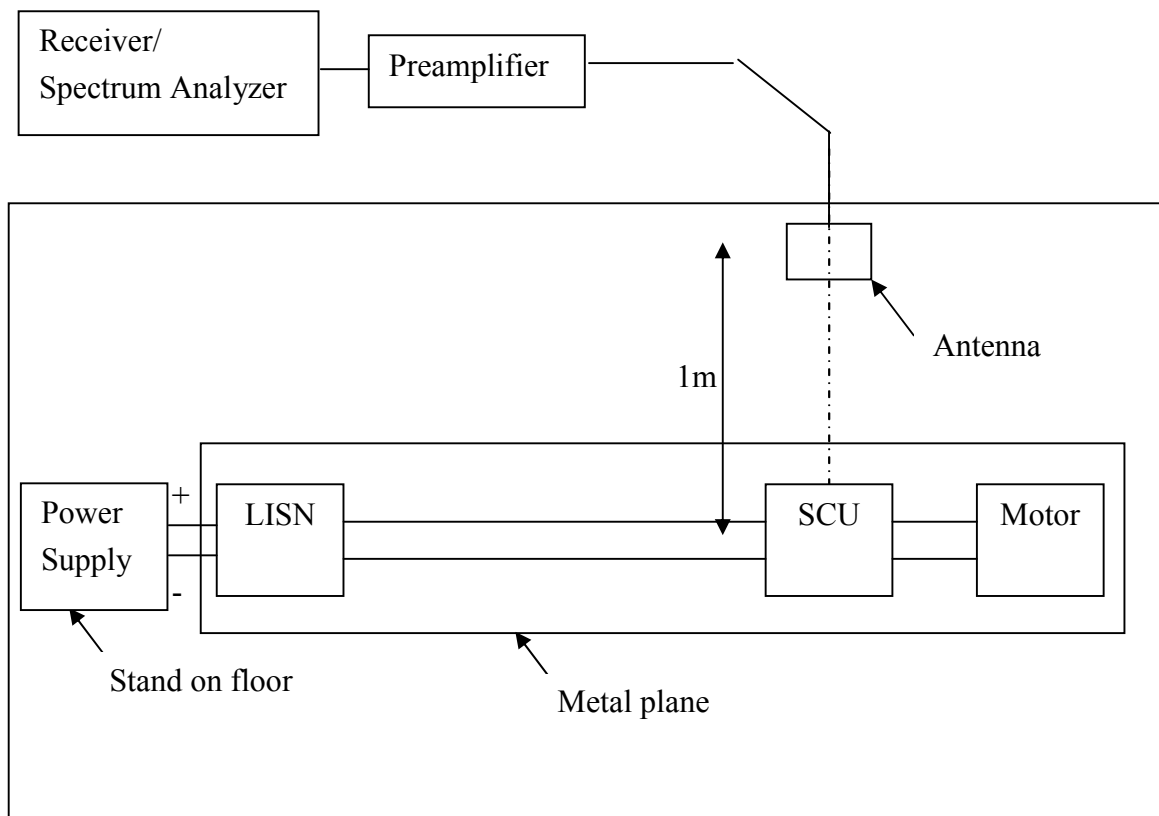 Receiver/
Spectrum Analyzer
Preamplifier
Antenna
1m
Power
Supply
+
-
LISN
SCU
Motor
Stand on floor
Metal plane